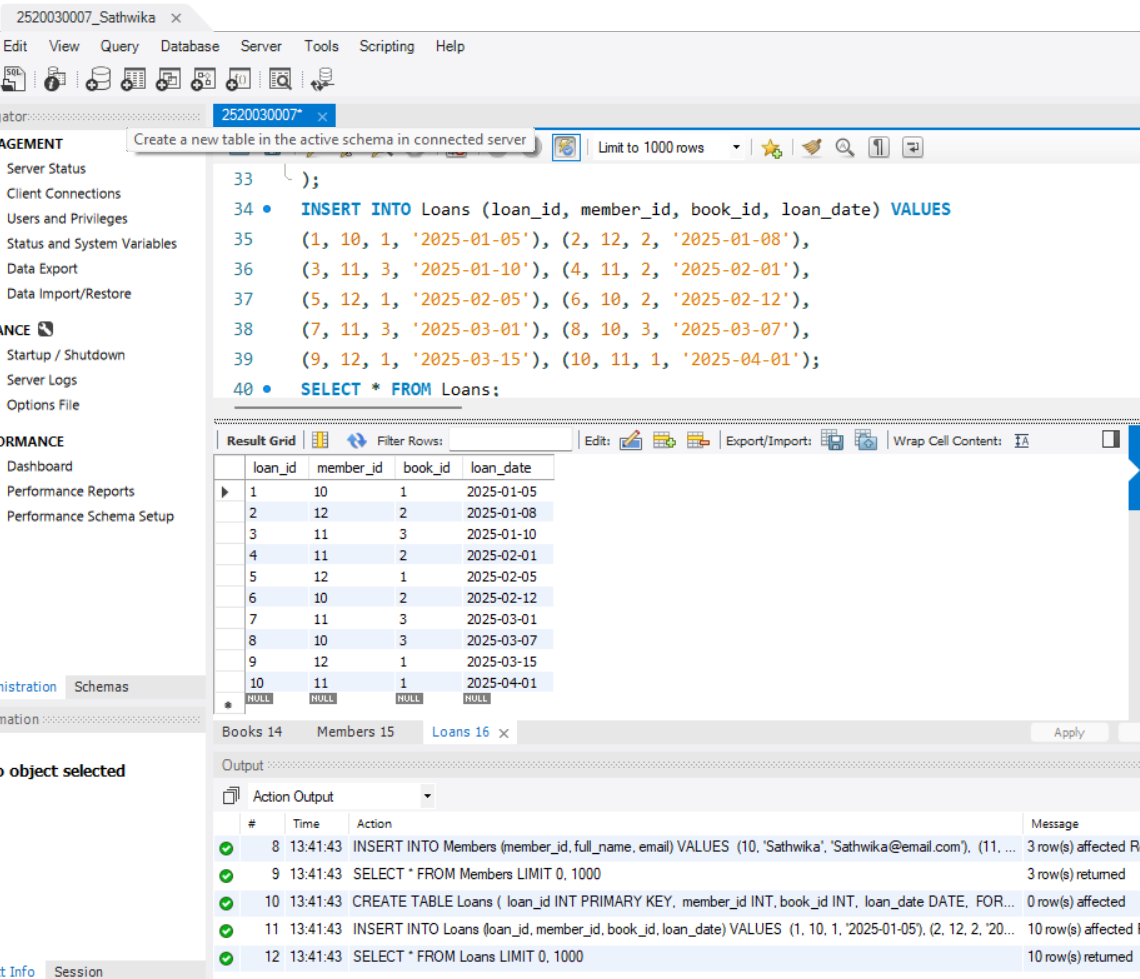 2520030007_Sathwika ×
Edit View Query Database Server Tools Scripting Help
SQL
ator
2520030007* ×
AGEMENT
Create a new table in the active schema in connected server
Limit to 1000 rows
Server Status
Client Connections
Users and Privileges
Status and System Variables
Data Export
Data Import/Restore
ANCE
Startup / Shutdown
Server Logs
Options File
ORMANCE
Dashboard
Performance Reports
Performance Schema Setup
nistration Schemas
mation
o object selected
t Info Session
33 );
34 INSERT INTO Loans (loan_id, member_id, book_id, loan_date) VALUES
35 (1, 10, 1, '2025-01-05'), (2, 12, 2, '2025-01-08'),
36 (3, 11, 3, '2025-01-10'), (4, 11, 2, '2025-02-01'),
37 (5, 12, 1, '2025-02-05'), (6, 10, 2, '2025-02-12'),
38 (7, 11, 3, '2025-03-01'), (8, 10, 3, '2025-03-07'),
39 (9, 12, 1, '2025-03-15'), (10, 11, 1, '2025-04-01');
40 SELECT * FROM Loans;
Result Grid Filter Rows: Edit: Export/Import: Wrap Cell Content: IA
loan_id member_id book_id loan_date
1 10 1 2025-01-05
2 12 2 2025-01-08
3 11 3 2025-01-10
4 11 2 2025-02-01
5 12 1 2025-02-05
6 10 2 2025-02-12
7 11 3 2025-03-01
8 10 3 2025-03-07
9 12 1 2025-03-15
10 11 1 2025-04-01
NULL NULL NULL NULL
Books 14 Members 15 Loans 16 × Apply
Output
Action Output
# Time Action Message
8 13:41:43 INSERT INTO Members (member_id, full_name, email) VALUES (10, 'Sathwika', 'Sathwika@email.com'), (11, ... 3 row(s) affected R
9 13:41:43 SELECT * FROM Members LIMIT 0, 1000 3 row(s) returned
10 13:41:43 CREATE TABLE Loans ( loan_id INT PRIMARY KEY, member_id INT, book_id INT, loan_date DATE, FOR... 0 row(s) affected
11 13:41:43 INSERT INTO Loans (loan_id, member_id, book_id, loan_date) VALUES (1, 10, 1, '2025-01-05'), (2, 12, 2, '20... 10 row(s) affected
12 13:41:43 SELECT * FROM Loans LIMIT 0, 1000 10 row(s) returned